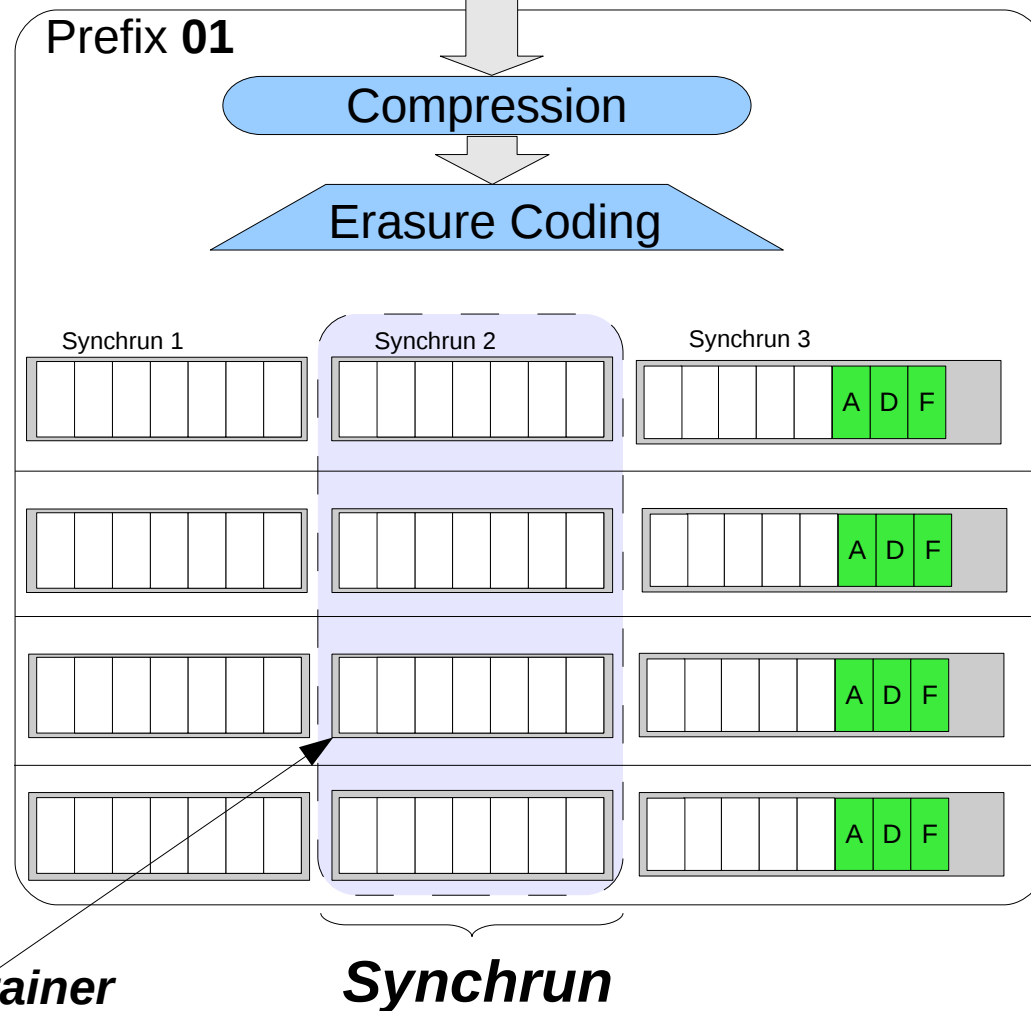 Prefix 01
Compression
Erasure Coding
Synchrun 1
Synchrun 2
Synchrun 3
A D F
A D F
A D F
A D F
Synchrun